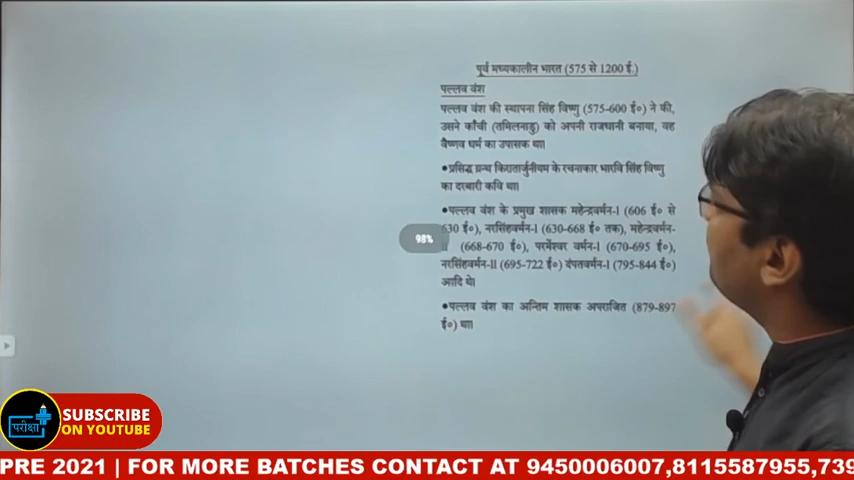 पूर्व मध्यकालीन भारत (575 से 1200 ई.)
पल्लव वंश
पल्लव वंश की स्थापना सिंह विष्णु (575-600 ई०) ने की,
उसने काँची (तमिलनाडु) को अपनी राजधानी बनाया, वह
वैष्णव धर्म का उपासक था।
●प्रसिद्ध ग्रन्थ किरातार्जुनीयम के रचनाकार भारवि सिंह विष्णु
का दरबारी कवि था।
●पल्लव वंश के प्रमुख शासक महेन्द्रवर्मन-I (606 ई० से
630 ई०), नरसिंहवर्मन-I (630-668 ई० तक), महेन्द्रवर्मन-
(668-670 ई०), परमेश्वर वर्मन-I (670-695 ई०),
नरसिंहवर्मन-II (695-722 ई०) दंपतवर्मन-I (795-844 ई०)
आदि थे।
●पल्लव वंश का अन्तिम शासक अपराजित (879-897
ई०) था।
98%
परीक्षा
SUBSCRIBE
ON YOUTUBE
PRE 2021 | FOR MORE BATCHES CONTACT AT 9450006007,8115587955,739